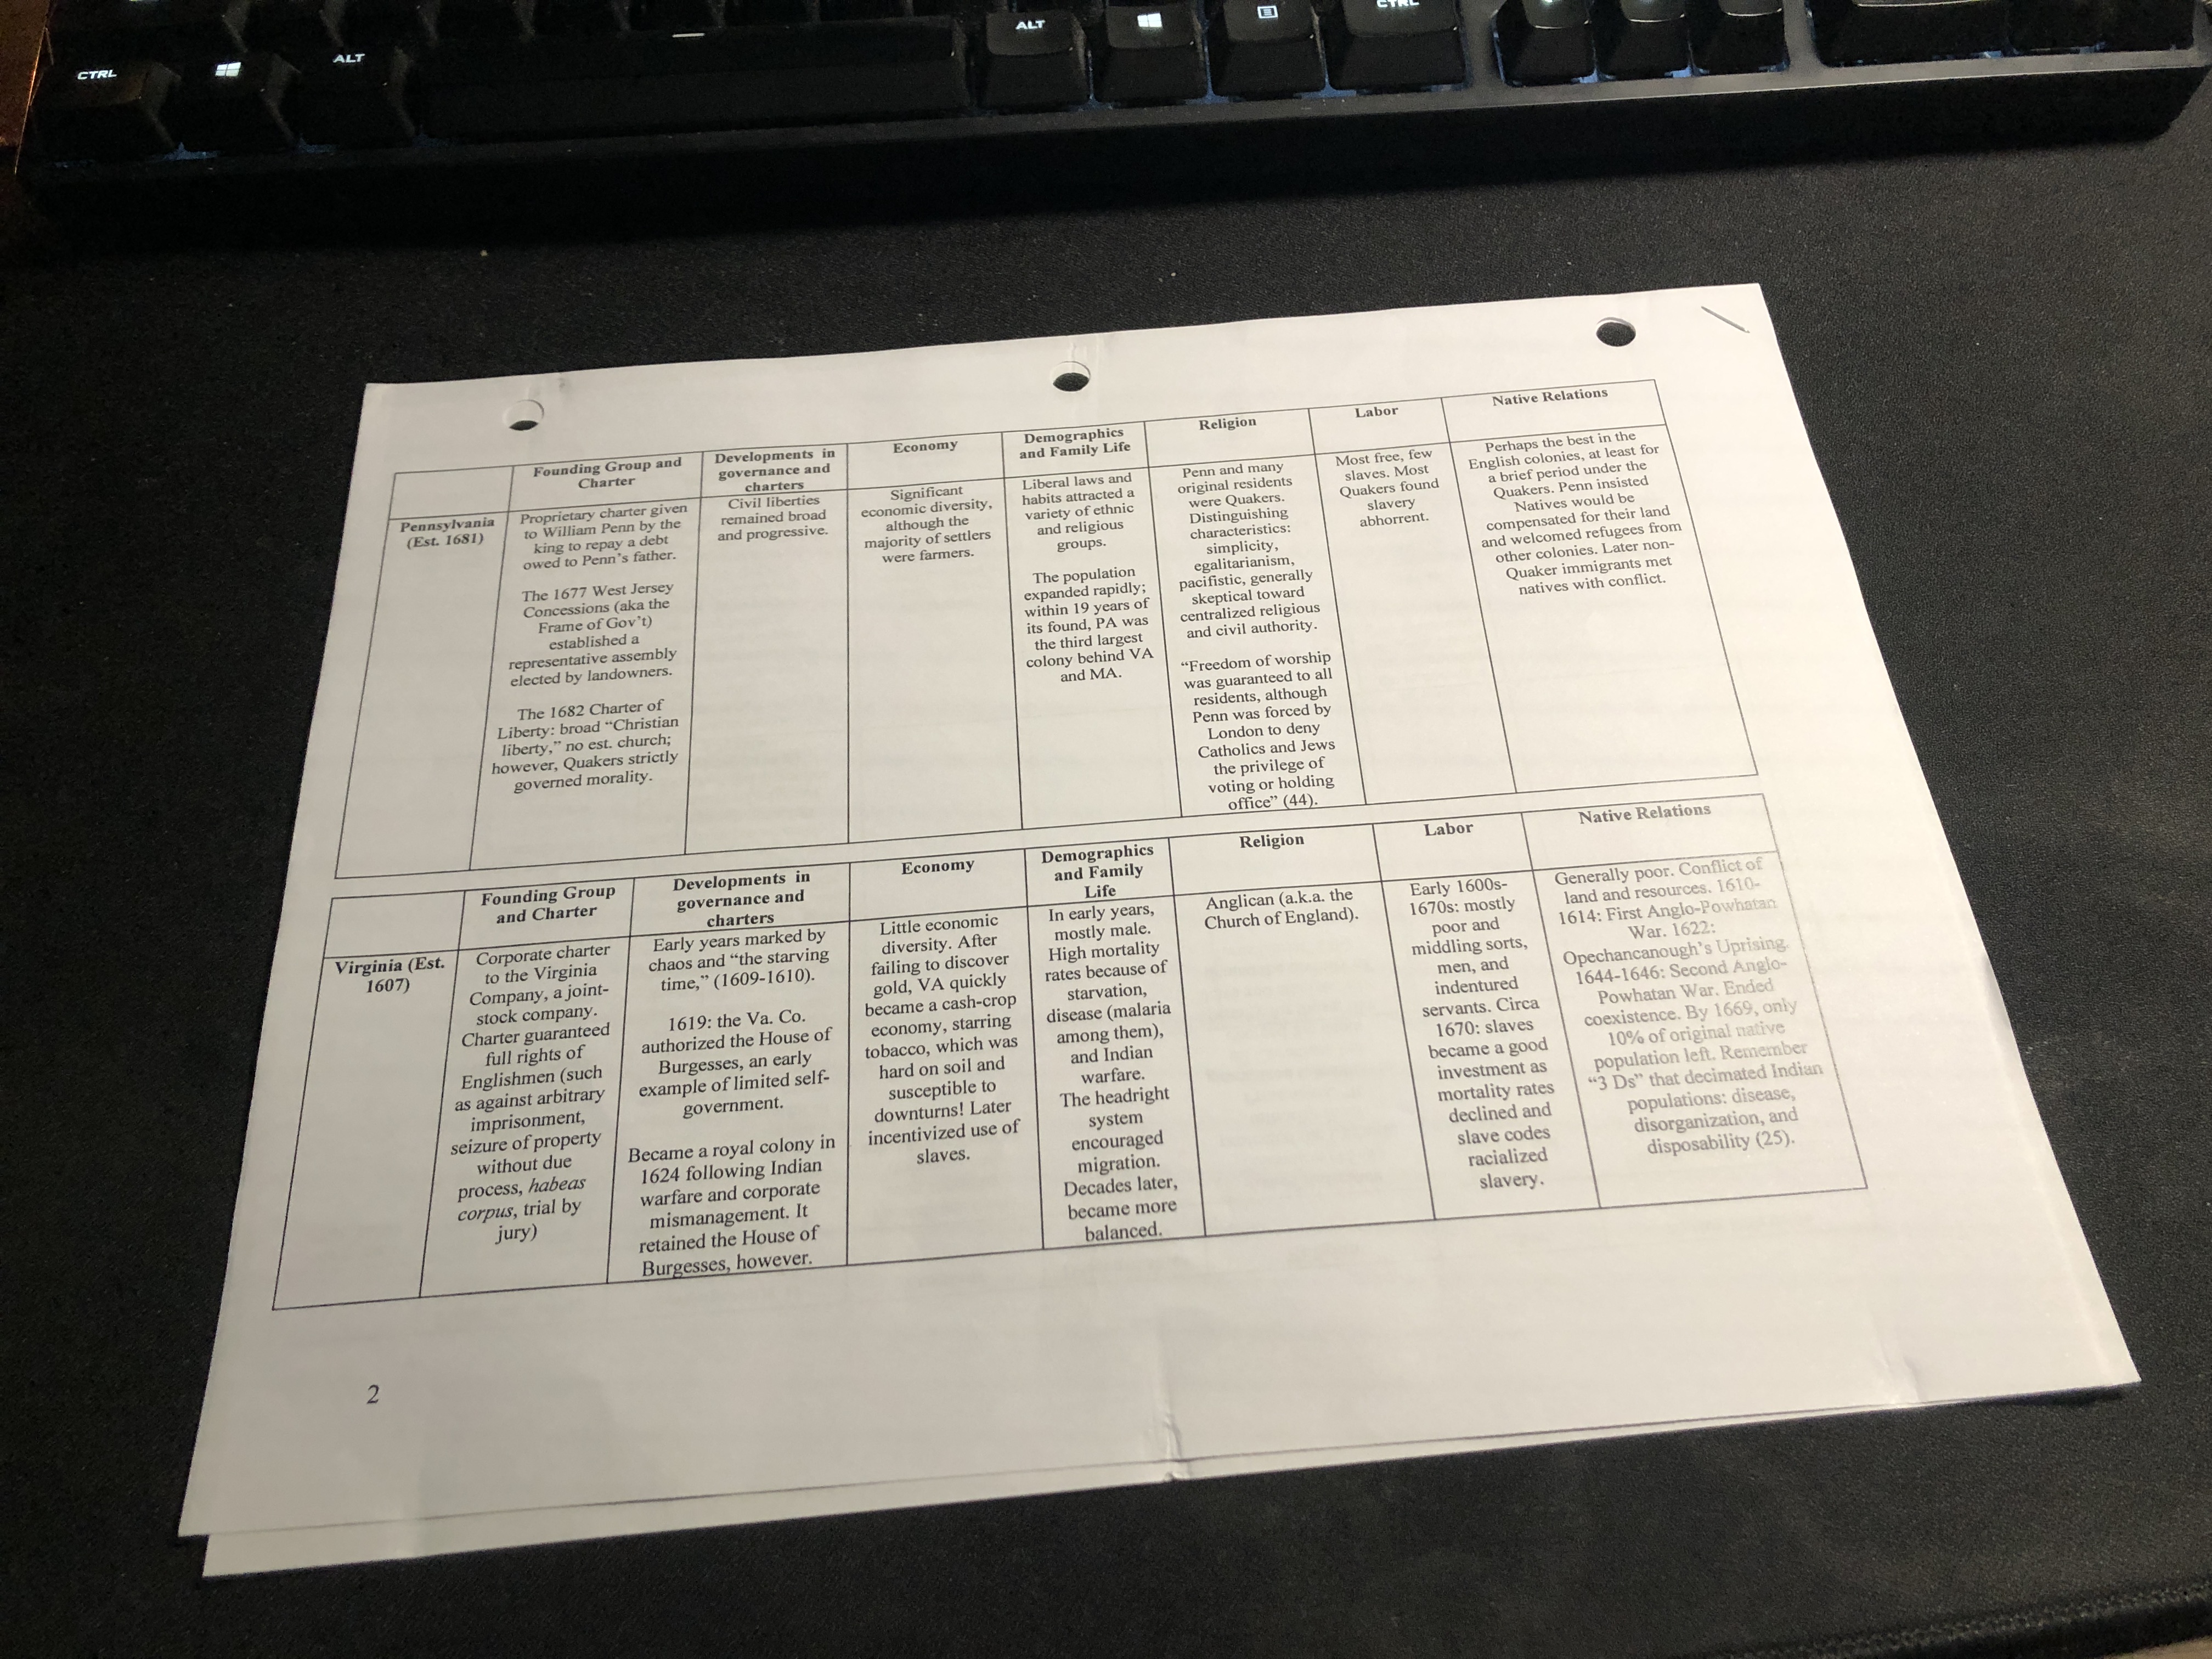 Founding Group and
Charter
Developments in
governance and
charters
Economy
Demographics
and Family Life
Religion
Labor
Native Relations
Pennsylvania
(Est. 1681)
Proprietary charter given
to William Penn by the
king to repay a debt
owed to Penn's father.
The 1677 West Jersey
Concessions (aka the
Frame of Gov't)
established a
representative assembly
elected by landowners.
The 1682 Charter of
Liberty: broad "Christian
liberty," no est. church;
however, Quakers strictly
governed morality.
Civil liberties
remained broad
and progressive.
Significant
economic diversity,
although the
majority of settlers
were farmers.
Liberal laws and
habits attracted a
variety of ethnic
and religious
groups.
The population
expanded rapidly;
within 19 years of
its found, PA was
the third largest
colony behind VA
and MA.
Penn and many
original residents
were Quakers.
Distinguishing
characteristics:
simplicity,
egalitarianism,
pacifistic, generally
skeptical toward
centralized religious
and civil authority.
"Freedom of worship
was guaranteed to all
residents, although
Penn was forced by
London to deny
Catholics and Jews
the privilege of
voting or holding
office" (44).
Most free, few
slaves. Most
Quakers found
slavery
abhorrent.
Perhaps the best in the
English colonies, at least for
a brief period under the
Quakers. Penn insisted
Natives would be
compensated for their land
and welcomed refugees from
other colonies. Later non-
Quaker immigrants met
natives with conflict.
Founding Group
and Charter
Developments in
governance and
charters
Economy
Demographics
and Family
Life
Religion
Labor
Native Relations
Virginia (Est.
1607)
Corporate charter
to the Virginia
Company, a joint-
stock company.
Charter guaranteed
full rights of
Englishmen (such
as against arbitrary
imprisonment,
seizure of property
without due
process, habeas
corpus, trial by
jury)
Early years marked by
chaos and "the starving
time," (1609-1610).
1619: the Va. Co.
authorized the House of
Burgesses, an early
example of limited self-
government.
Became a royal colony in
1624 following Indian
warfare and corporate
mismanagement. It
retained the House of
Burgesses, however.
Little economic
diversity. After
failing to discover
gold, VA quickly
became a cash-crop
economy, starring
tobacco, which was
hard on soil and
susceptible to
downturns! Later
incentivized use of
slaves.
In early years,
mostly male.
High mortality
rates because of
starvation,
disease (malaria
among them),
and Indian
warfare.
The headright
system
encouraged
migration.
Decades later,
became more
balanced.
Anglican (a.k.a. the
Church of England).
Early 1600s-
1670s: mostly
poor and
middling sorts,
men, and
indentured
servants. Circa
1670: slaves
became a good
investment as
mortality rates
declined and
slave codes
racialized
slavery.
Generally poor. Conflict of
land and resources. 1610-
1614: First Anglo-Powhatan
War. 1622:
Opechancanough's Uprising.
1644-1646: Second Anglo-
Powhatan War. Ended
coexistence. By 1669, only
10% of original native
population left. Remember
"3 Ds" that decimated Indian
populations: disease,
disorganization, and
disposability (25).
2
CTRL
ALT
ALT